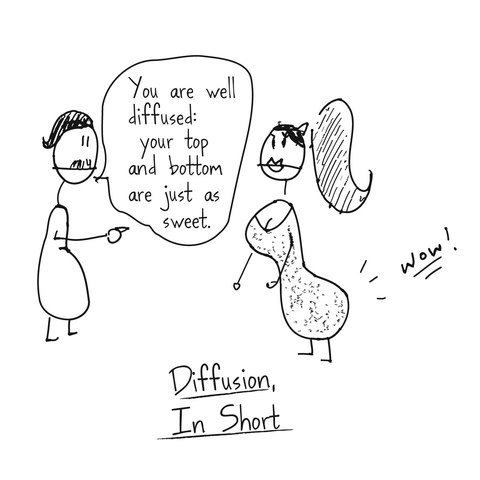 You are well
diffused:
your top
and bottom
are just as
sweet.
wow!
Diffusion,
In Short